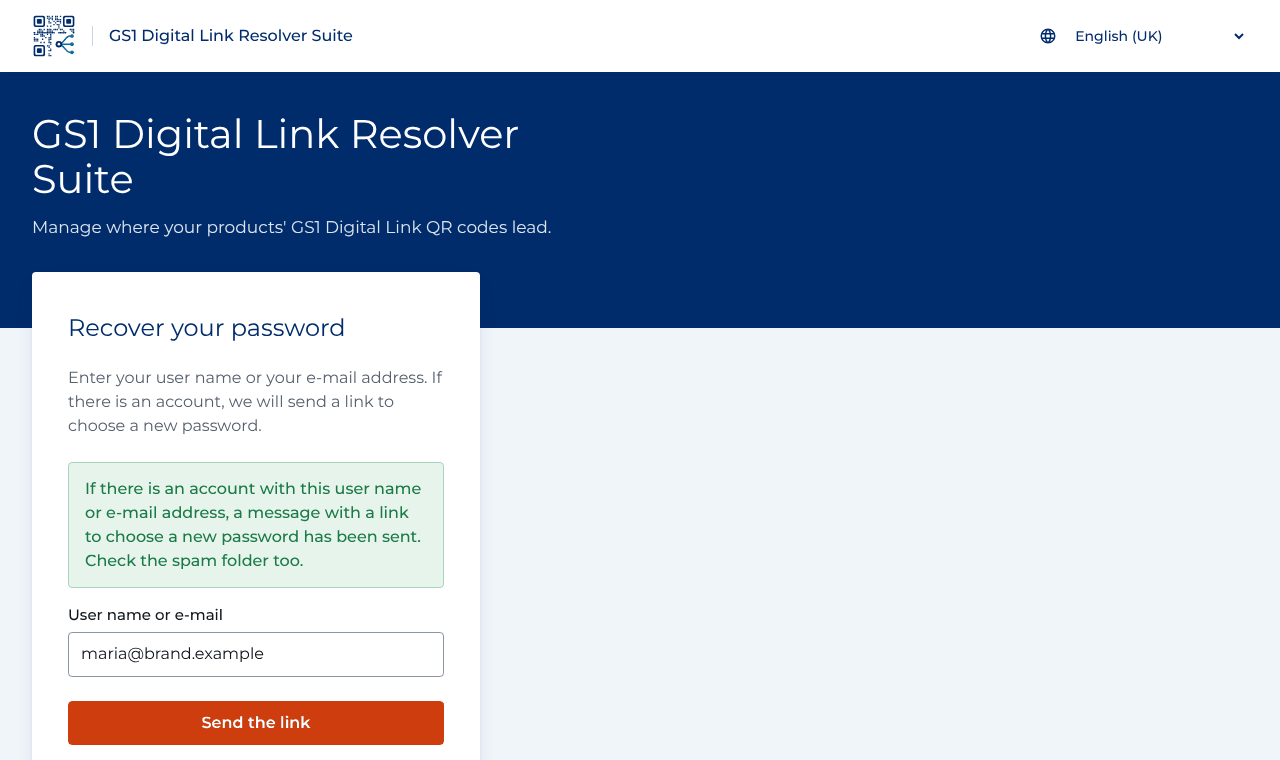 GS1 Digital Link Resolver Suite
English (UK)
GS1 Digital Link Resolver
Suite
Manage where your products' GS1 Digital Link QR codes lead.
Recover your password
Enter your user name or your e-mail address. If
there is an account, we will send a link to
choose a new password.
If there is an account with this user name
or e-mail address, a message with a link
to choose a new password has been sent.
Check the spam folder too.
User name or e-mail
maria@brand.example
Send the link